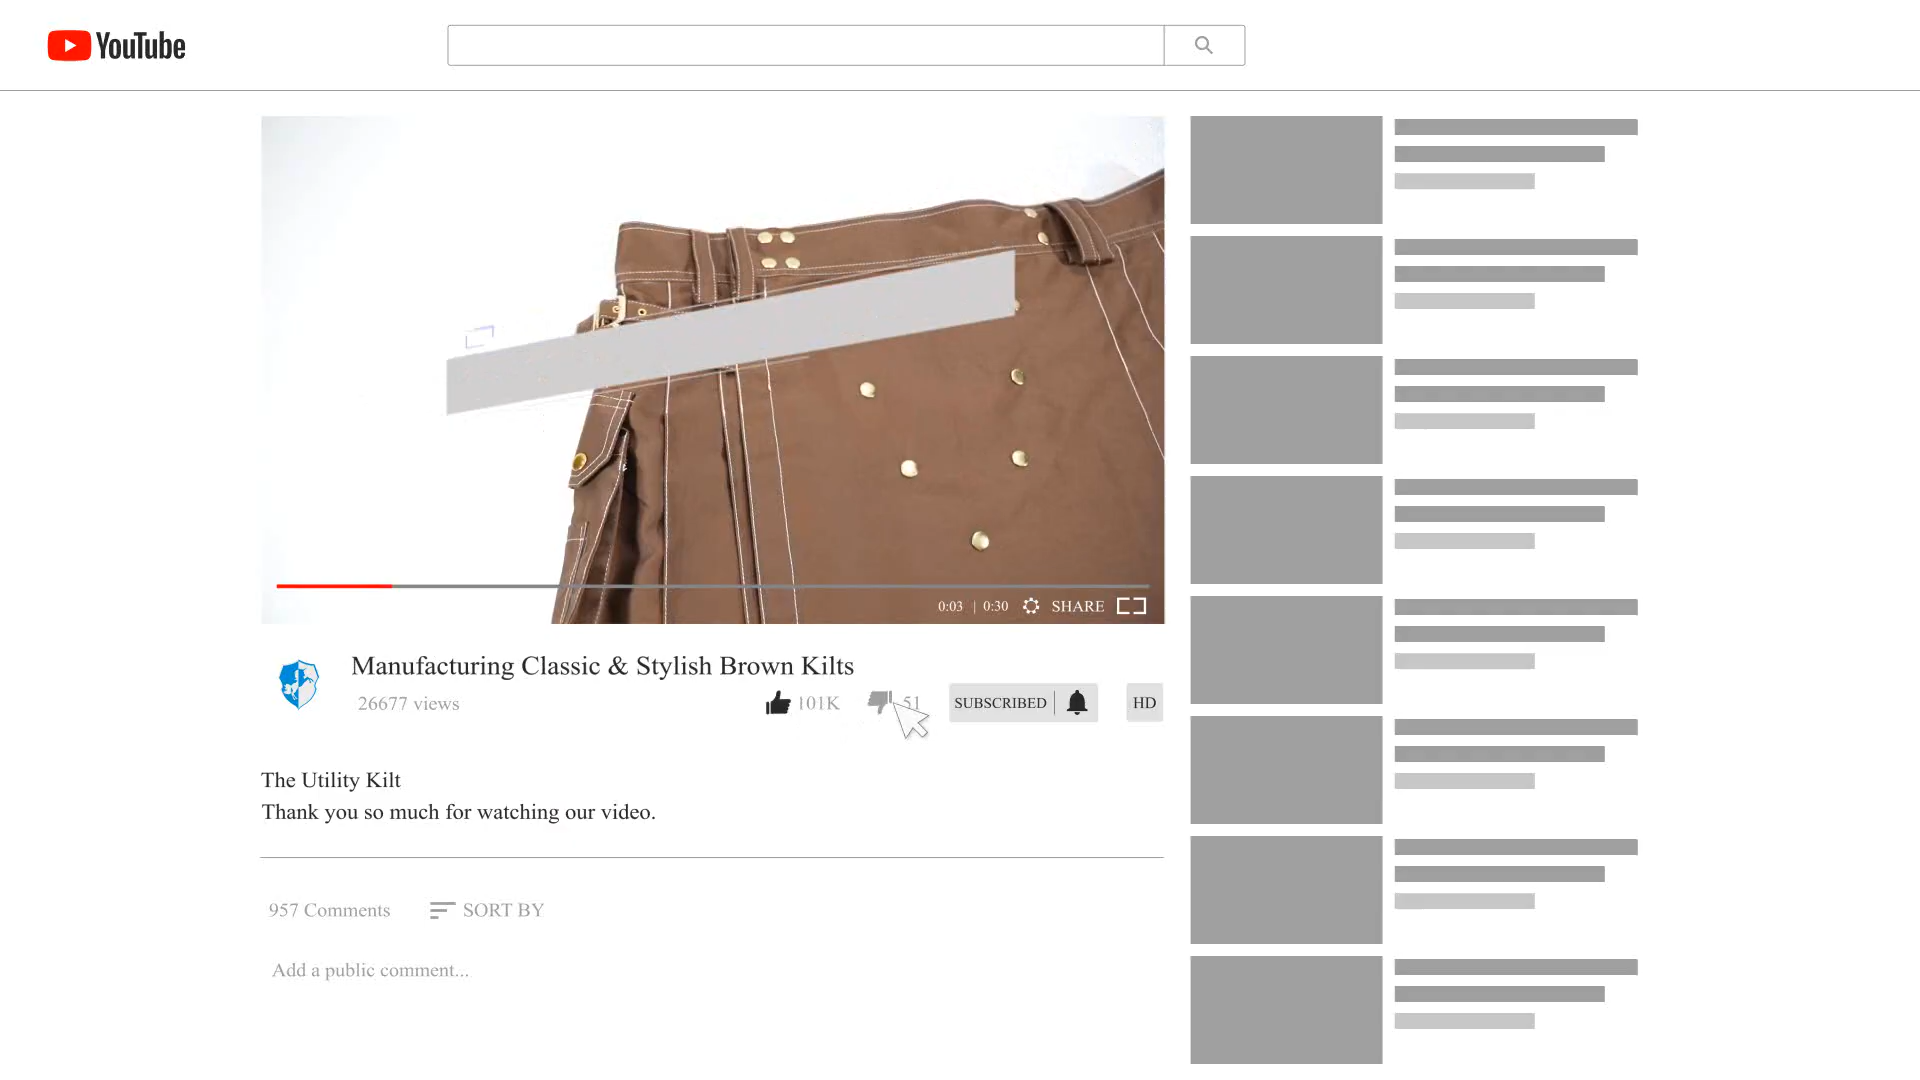 YouTube
0:03 | 0:30 SHARE
Manufacturing Classic & Stylish Brown Kilts
26677 views 101K 51 SUBSCRIBED HD
The Utility Kilt
Thank you so much for watching our video.
957 Comments SORT BY
Add a public comment...